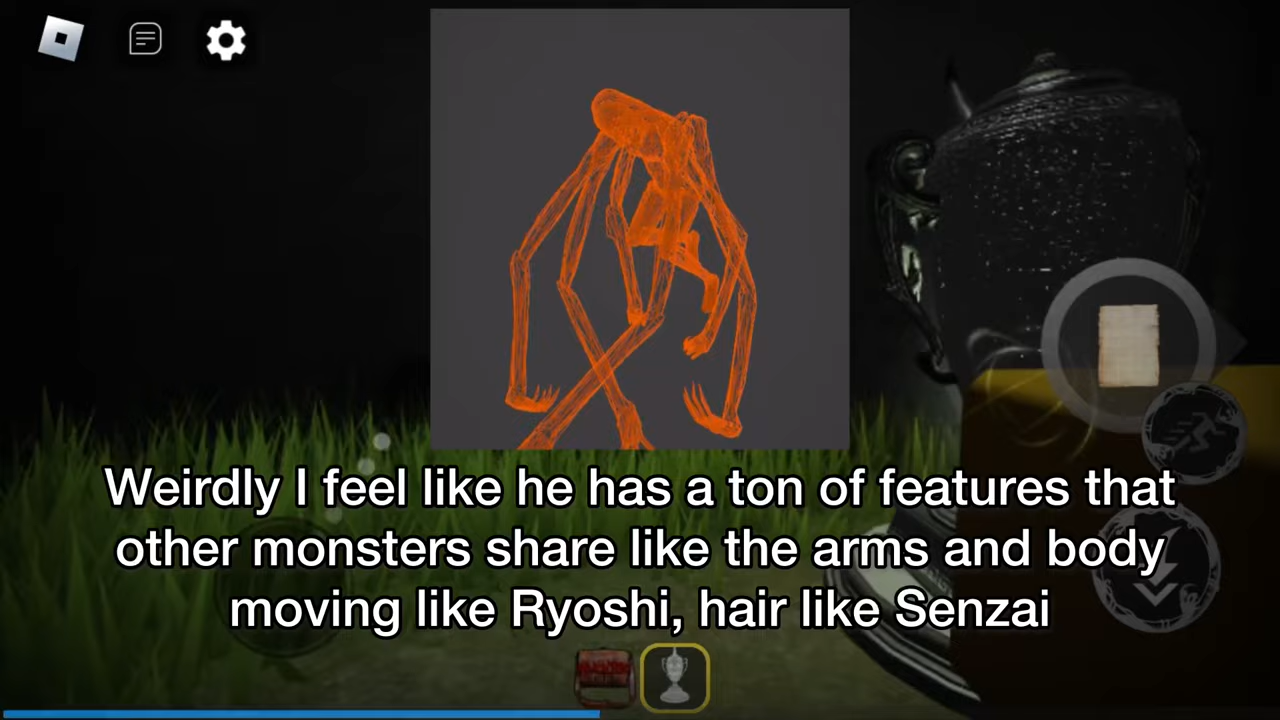 Weirdly I feel like he has a ton of features that
other monsters share like the arms and body
moving like Ryoshi, hair like Senzai